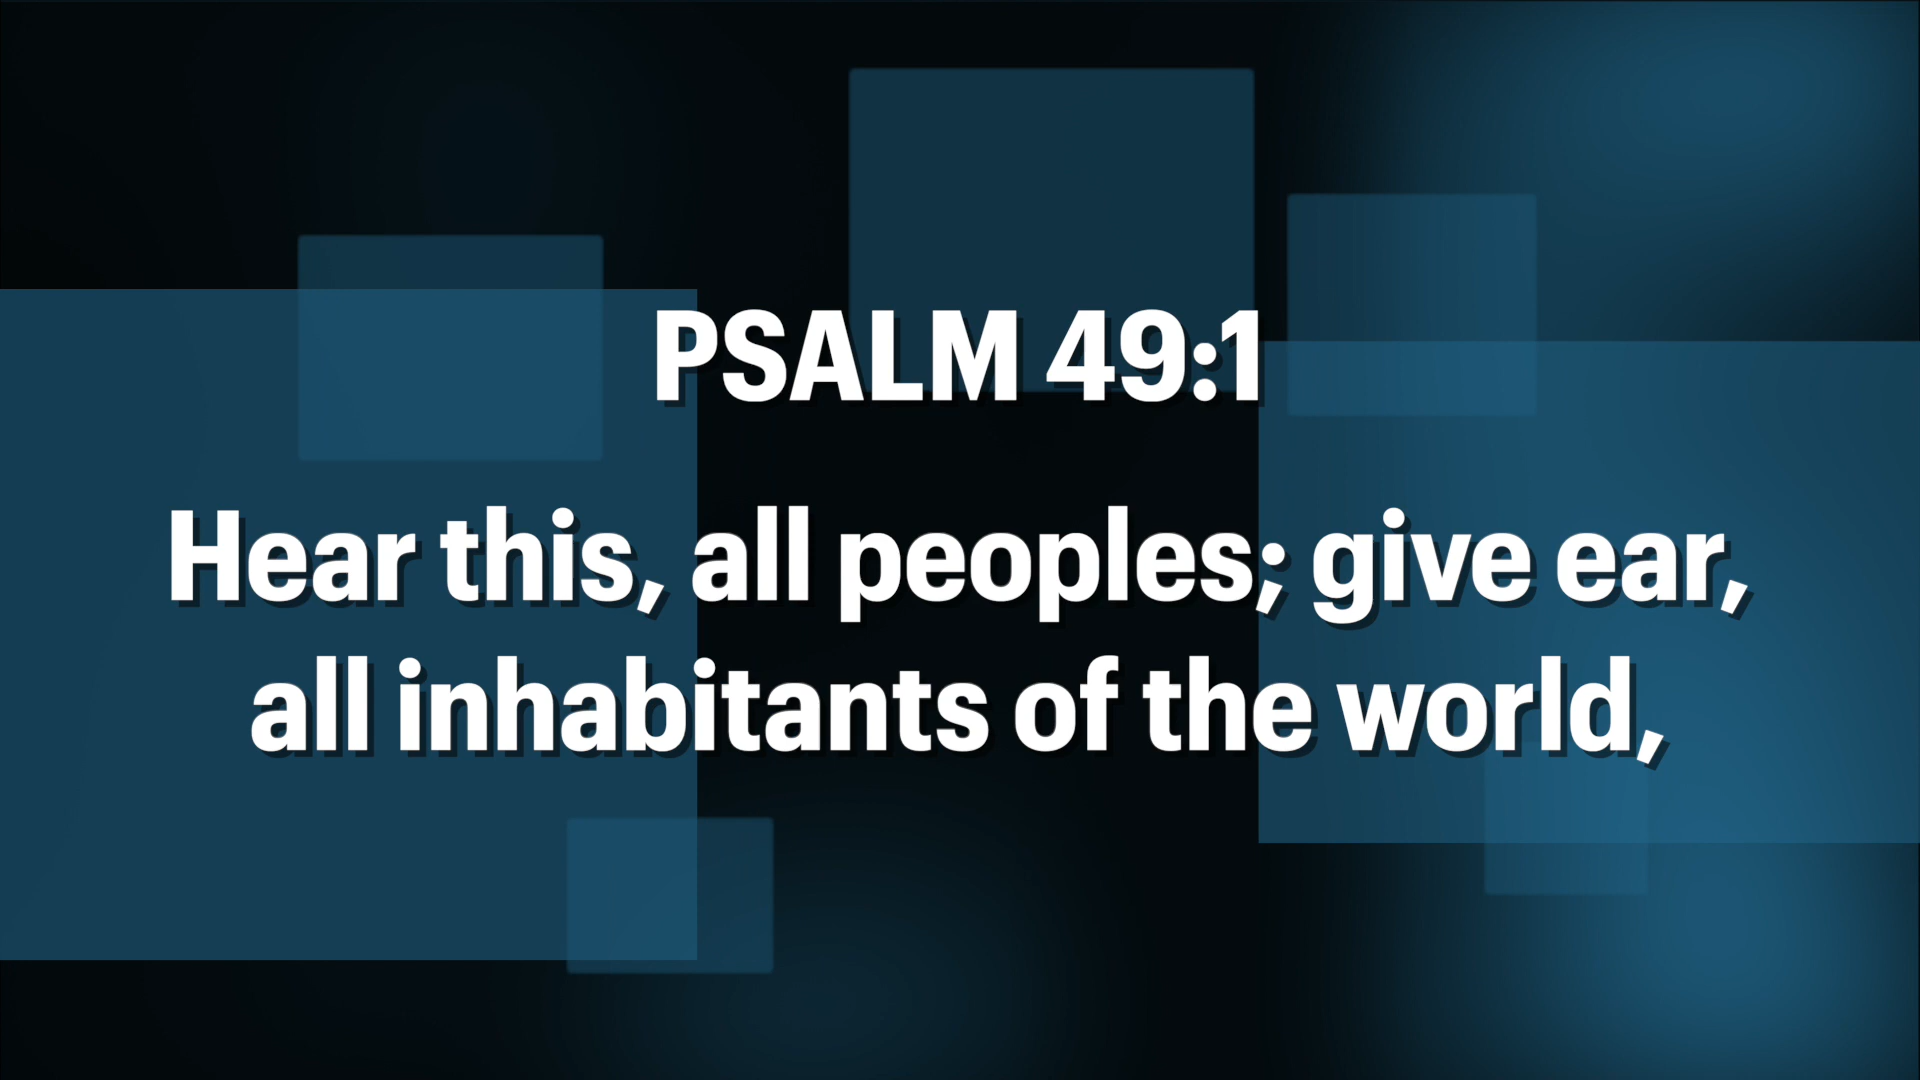 PSALM 49:1
Hear this, all peoples; give ear,
all inhabitants of the world,